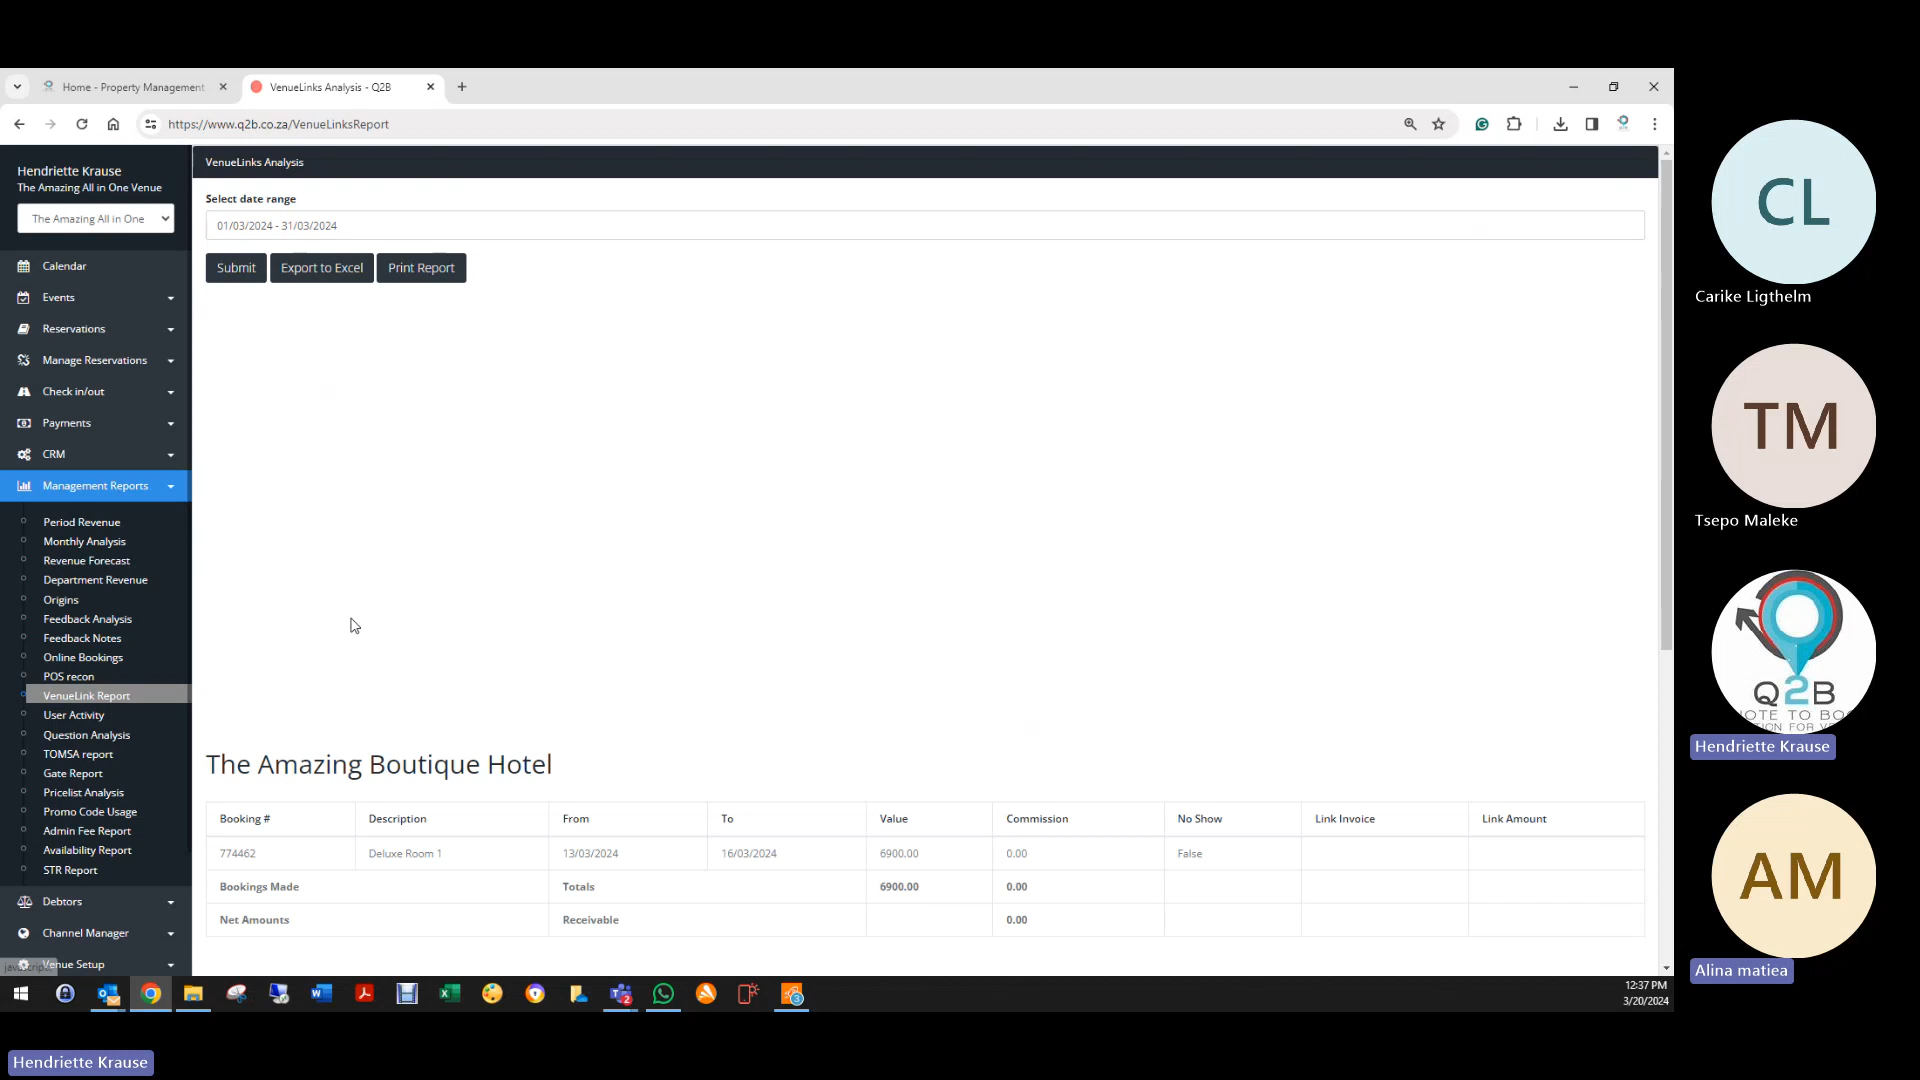 Home - Property Management
VenueLinks Analysis - Q2B
https://www.q2b.co.za/VenueLinksReport
Hendriette Krause
The Amazing All in One Venue
The Amazing All in One
Calendar
Events
Reservations
Manage Reservations
Check in/out
Payments
CRM
Management Reports
Period Revenue
Monthly Analysis
Revenue Forecast
Department Revenue
Origins
Feedback Analysis
Feedback Notes
Online Bookings
POS recon
VenueLink Report
User Activity
Question Analysis
TOMSA report
Gate Report
Pricelist Analysis
Promo Code Usage
Admin Fee Report
Availability Report
STR Report
Debtors
Channel Manager
Venue Setup
VenueLinks Analysis
Select date range
01/03/2024 - 31/03/2024
Submit Export to Excel Print Report
The Amazing Boutique Hotel
Booking # Description From To Value Commission No Show Link Invoice Link Amount
774462 Deluxe Room 1 13/03/2024 16/03/2024 6900.00 0.00 False
Bookings Made Totals 6900.00 0.00
Net Amounts Receivable 0.00
12:37 PM
3/20/2024
CL
Carike Ligthelm
TM
Tsepo Maleke
Q2B
Hendriette Krause
AM
Alina matiea
Hendriette Krause